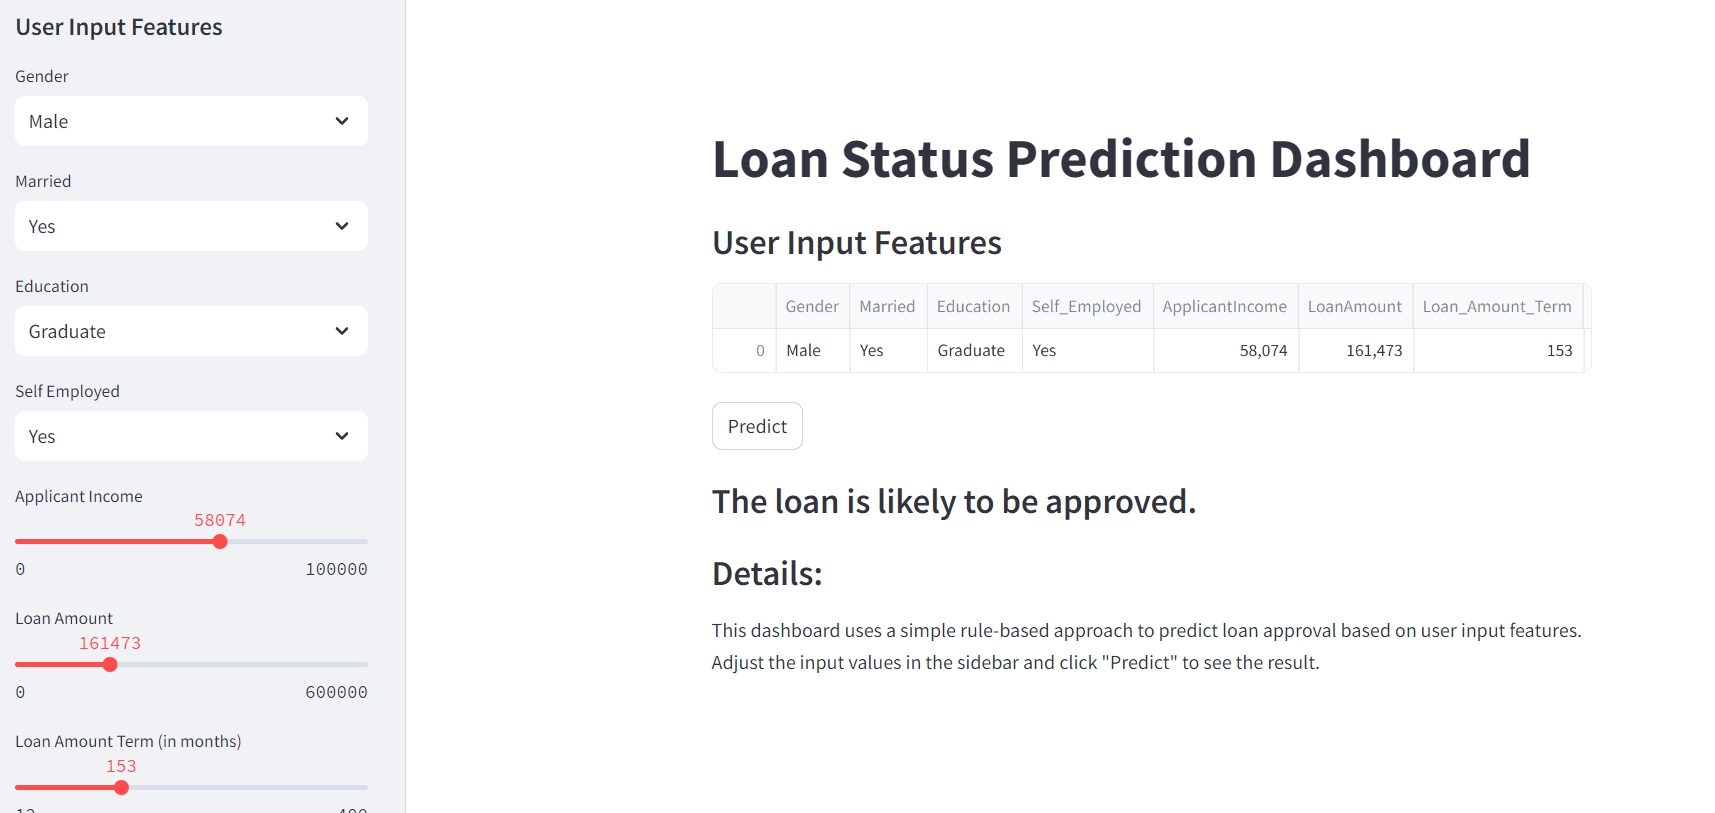 User Input Features
Gender
Male
Married
Yes
Education
Graduate
Self Employed
Yes
Applicant Income
58074
0 100000
Loan Amount
161473
0 600000
Loan Amount Term (in months)
153
Loan Status Prediction Dashboard
User Input Features
Gender Married Education Self_Employed ApplicantIncome LoanAmount Loan_Amount_Term
0 Male Yes Graduate Yes 58,074 161,473 153
Predict
The loan is likely to be approved.
Details:
This dashboard uses a simple rule-based approach to predict loan approval based on user input features.
Adjust the input values in the sidebar and click "Predict" to see the result.